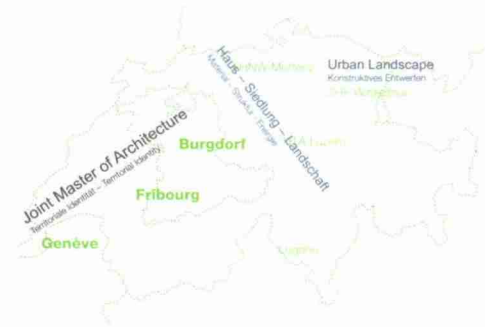 Urban Landscape
Konstruktives Entwerfen
Haus – Siedlung – Landschaft
Material - Struktur - Energie
Joint Master of Architecture
Territoriale Identität – Territorial Identity
Burgdorf
Fribourg
Genève
Lugano